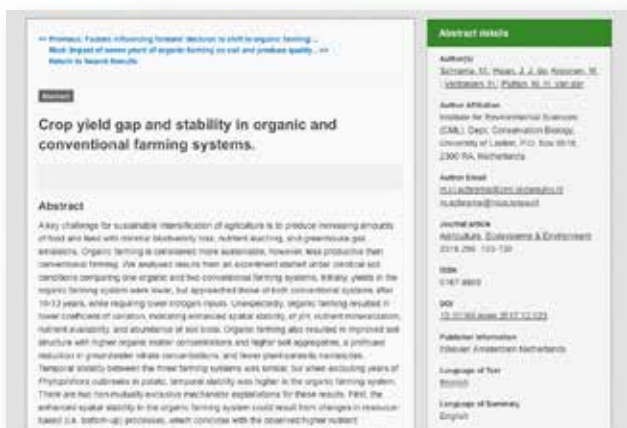 << Previous: Factors influencing farmers' decision to shift to organic farming...
Next: Impact of seven years of organic farming on soil and produce quality... >>
Return to Search Results
Abstract
Crop yield gap and stability in organic and
conventional farming systems.
Abstract
A key challenge for sustainable intensification of agriculture is to produce increasing amounts
of food and feed with minimal biodiversity loss, nutrient leaching, and greenhouse gas
emissions. Organic farming is considered more sustainable, however, less productive than
conventional farming. We analysed results from an experiment started under identical soil
conditions comparing one organic and two conventional farming systems. Initially, yields in the
organic farming system were lower, but approached those of both conventional systems after
10-13 years, while requiring lower nitrogen inputs. Unexpectedly, organic farming resulted in
lower coefficient of variation, indicating enhanced spatial stability, of pH, nutrient mineralization,
nutrient availability, and abundance of soil biota. Organic farming also resulted in improved soil
structure with higher organic matter concentrations and higher soil aggregation, a profound
reduction in groundwater nitrate concentrations, and fewer plant-parasitic nematodes.
Temporal stability between the three farming systems was similar, but when excluding years of
Phytophthora outbreaks in potato, temporal stability was higher in the organic farming system.
There are two non-mutually exclusive mechanistic explanations for these results. First, the
enhanced spatial stability in the organic farming system could result from changes in resource-
based (i.e. bottom-up) processes, which coincides with the observed higher nutrient
Abstract details
Author(s)
Schrama, M.; Haan, J. J. de; Kroonen, M.
; Verstegen, H.; Putten, W. H. van der
Author Affiliation
Institute for Environmental Sciences
(CML), Dept. Conservation Biology,
University of Leiden, P.O. Box 9518,
2300 RA, Netherlands.
Author Email
Journal article
Agriculture, Ecosystems & Environment
2018 256: 123-130
ISSN
0167-8809
DOI
10.1016/j.agee.2017.12.023
Publisher information
Elsevier Amsterdam Netherlands
Language of Text
English
Language of Summary
English